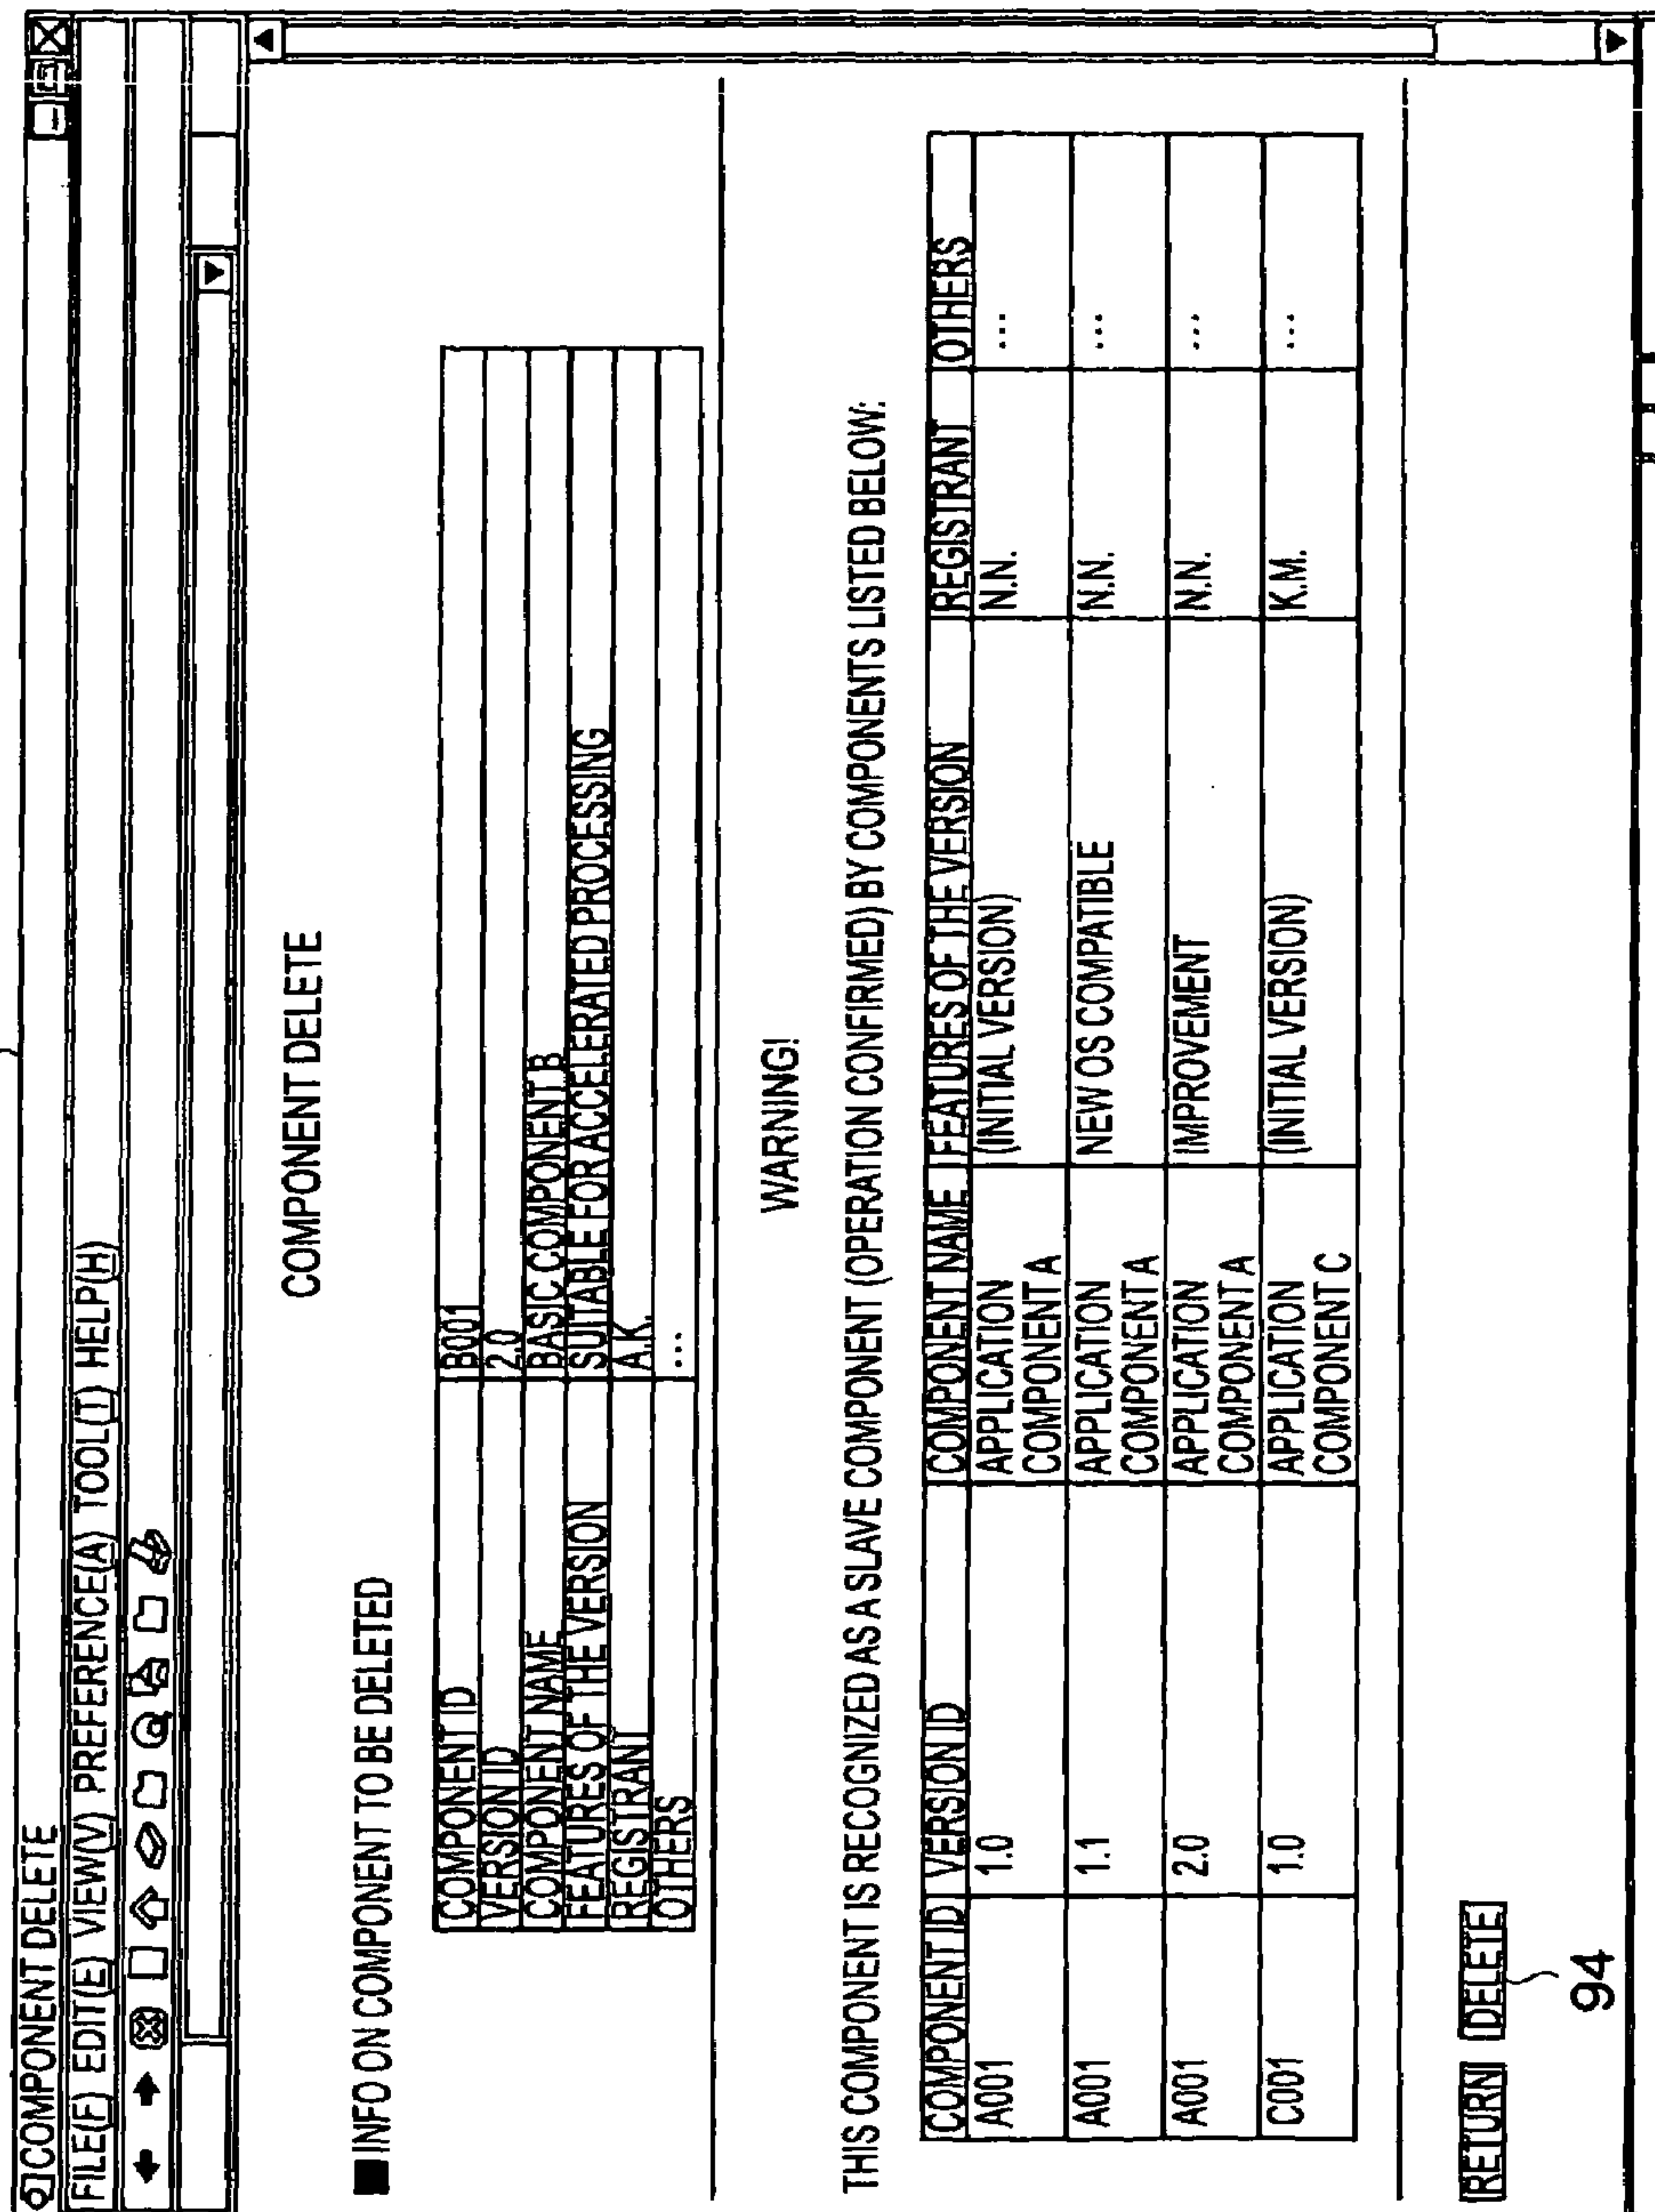 COMPONENT DELETE
FILE(F) EDIT(E) VIEW(V) PREFERENCE(A) TOOL(T) HELP(H)
COMPONENT DELETE
INFO ON COMPONENT TO BE DELETED
COMPONENT ID B001
VERSION ID 2.0
COMPONENT NAME BASIC COMPONENT B
FEATURES OF THE VERSION SUITABLE FOR ACCELERATED PROCESSING
REGISTRANT A.K.
OTHERS ...
WARNING!
THIS COMPONENT IS RECOGNIZED AS A SLAVE COMPONENT (OPERATION CONFIRMED) BY COMPONENTS LISTED BELOW:
COMPONENT ID VERSION ID COMPONENT NAME FEATURES OF THE VERSION REGISTRANT OTHERS
A001 1.0 APPLICATION (INITIAL VERSION) N.N. ...
COMPONENT A
A001 1.1 APPLICATION NEW OS COMPATIBLE N.N. ...
COMPONENT A
A001 2.0 APPLICATION IMPROVEMENT N.N. ...
COMPONENT A
C001 1.0 APPLICATION (INITIAL VERSION) K.M. ...
COMPONENT C
RETURN DELETE
94